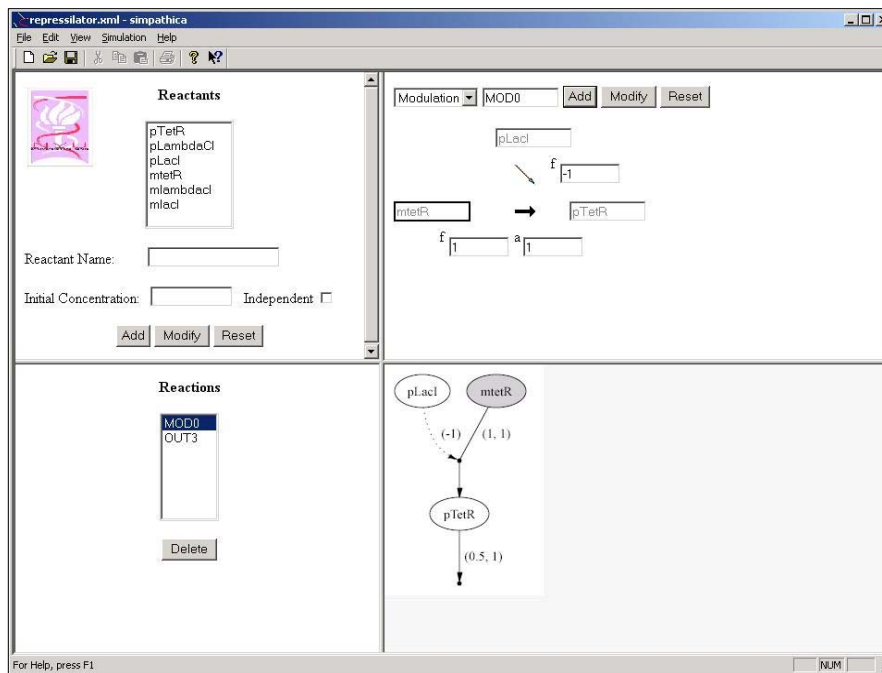 repressilator.xml - simpathica
File Edit View Simulation Help
Reactants
pTetR
pLambdaCI
pLacI
mtetR
mlambdacI
mlacI
Reactant Name:
Initial Concentration: Independent
Add Modify Reset
Modulation MOD0 Add Modify Reset
pLacI
f -1
mtetR pTetR
f 1 a 1
Reactions
MOD0
OUT3
Delete
pLacI mtetR
(-1) (1, 1)
pTetR
(0.5, 1)
For Help, press F1 NUM